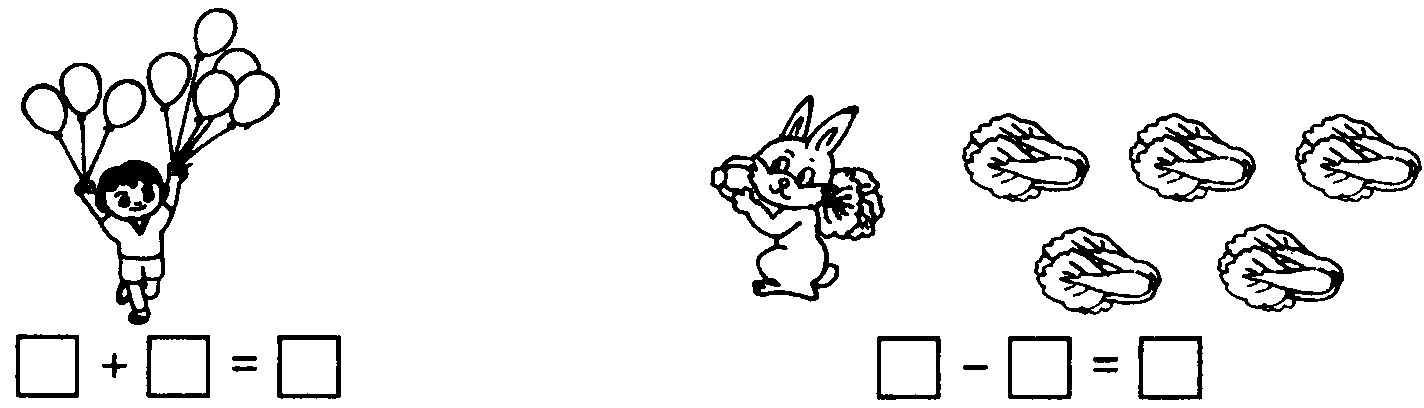 □ + □ = □
□ − □ = □